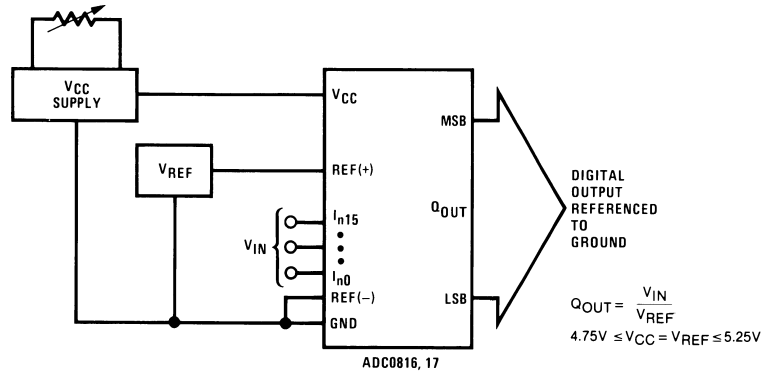 VCC
SUPPLY
VREF
VIN
VCC
REF(+)
In15
In0
REF(−)
GND
MSB
QOUT
LSB
ADC0816, 17
DIGITAL
OUTPUT
REFERENCED
TO
GROUND
QOUT = VIN
VREF
4.75V ≤ VCC = VREF ≤ 5.25V